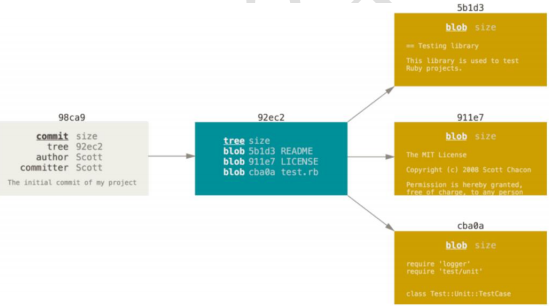 98ca9
commit size
tree 92ec2
author Scott
committer Scott
The initial commit of my project
92ec2
tree size
blob 5b1d3 README
blob 911e7 LICENSE
blob cba0a test.rb
5b1d3
blob size
== Testing library
This library is used to test
Ruby projects.
911e7
blob size
The MIT License
Copyright (c) 2008 Scott Chacon
Permission is hereby granted,
free of charge, to any person
cba0a
blob size
require 'logger'
require 'test/unit'
class Test::Unit::TestCase